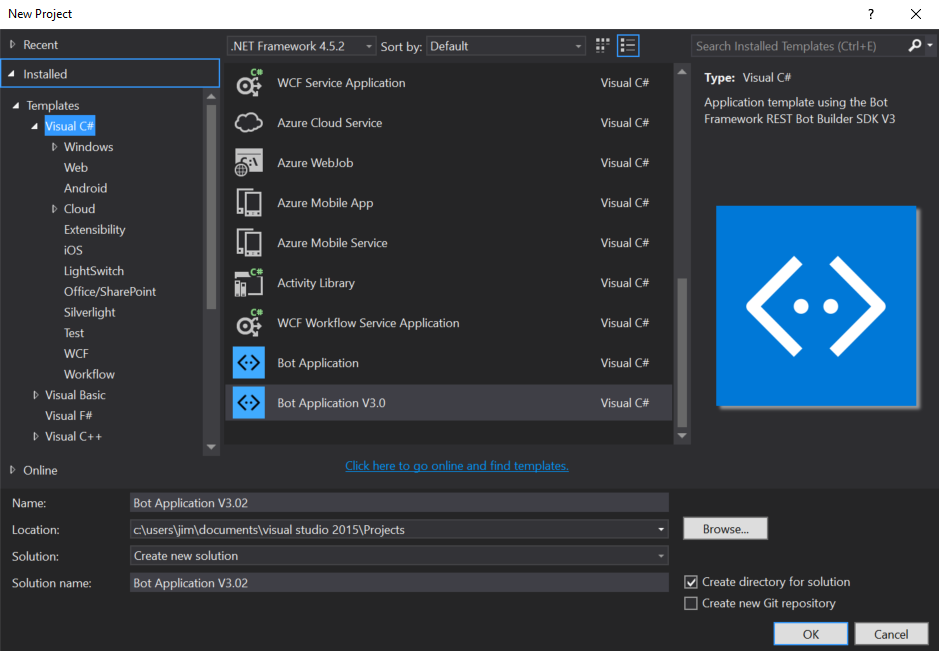 New Project
?
Recent
.NET Framework 4.5.2
Sort by:
Default
Search Installed Templates (Ctrl+E)
Installed
Templates
Visual C#
Windows
Web
Android
Cloud
Extensibility
iOS
LightSwitch
Office/SharePoint
Silverlight
Test
WCF
Workflow
Visual Basic
Visual F#
Visual C++
Online
C#
WCF Service Application Visual C#
Azure Cloud Service Visual C#
Azure WebJob Visual C#
Azure Mobile App Visual C#
Azure Mobile Service Visual C#
C#
Activity Library Visual C#
C#
WCF Workflow Service Application Visual C#
Bot Application Visual C#
Bot Application V3.0 Visual C#
Click here to go online and find templates.
Type: Visual C#
Application template using the Bot
Framework REST Bot Builder SDK V3
Name: Bot Application V3.02
Location: c:\users\jim\documents\visual studio 2015\Projects
Browse...
Solution: Create new solution
Solution name: Bot Application V3.02
Create directory for solution
Create new Git repository
OK
Cancel